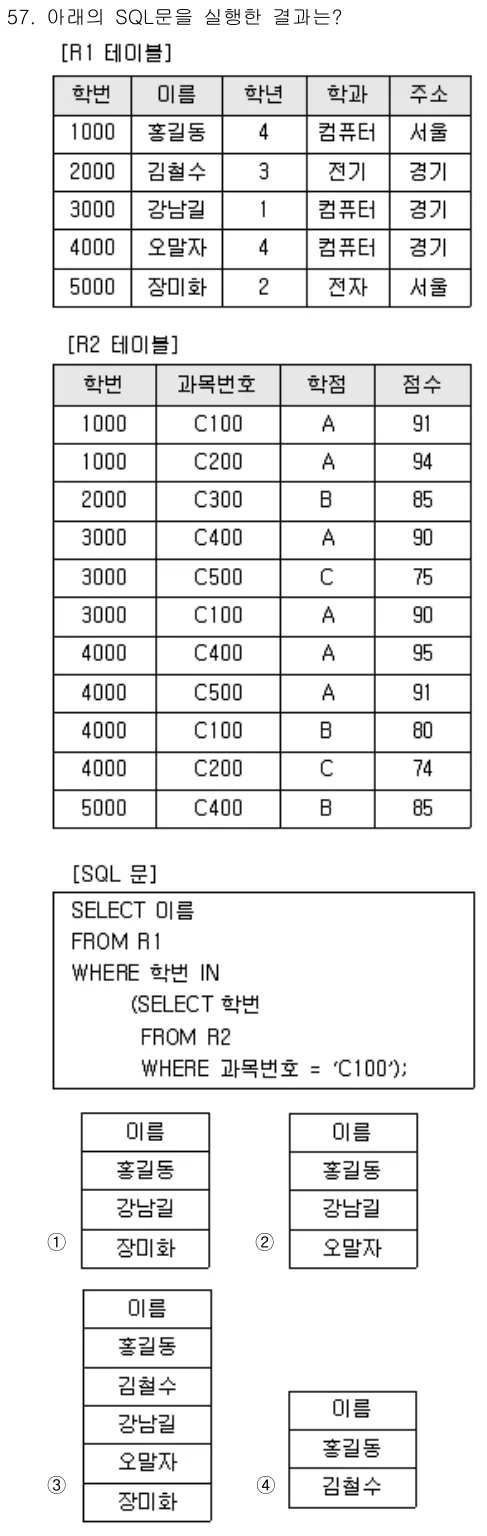 57. 아래의 SQL문을 실행한 결과는?
[R1 테이블]
학번 이름 학년 학과 주소
1000 홍길동 4 컴퓨터 서울
2000 김철수 3 전기 경기
3000 강남길 1 컴퓨터 경기
4000 오말자 4 컴퓨터 경기
5000 장미화 2 전자 서울
[R2 테이블]
학번 과목번호 학점 점수
1000 C100 A 91
1000 C200 A 94
2000 C300 B 85
3000 C400 A 90
3000 C500 C 75
3000 C100 A 90
4000 C400 A 95
4000 C500 A 91
4000 C100 B 80
4000 C200 C 74
5000 C400 B 85
[SQL 문]
SELECT 이름
FROM R1
WHERE 학번 IN
(SELECT 학번
FROM R2
WHERE 과목번호 = ‘C100’);
①
이름
홍길동
강남길
장미화
②
이름
홍길동
강남길
오말자
③
이름
홍길동
김철수
강남길
오말자
장미화
④
이름
홍길동
김철수